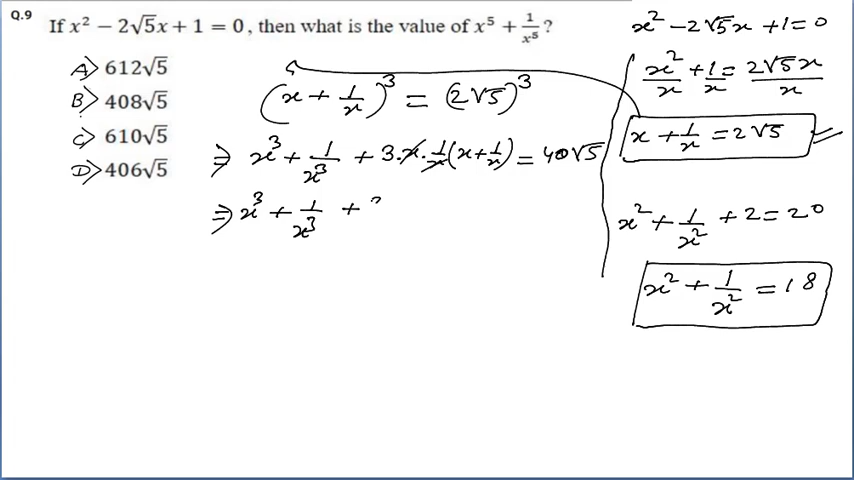 Q.9 If x² − 2√5x + 1 = 0, then what is the value of x⁵ + 1/x⁵?
A) 612√5
B) 408√5
C) 610√5
D) 406√5
(x + 1/x)³ = (2√5)³
⇒ x³ + 1/x³ + 3·x·1/x(x + 1/x) = 40√5
⇒ x³ + 1/x³ +
x² − 2√5x + 1 = 0
x²/x + 1/x = 2√5x/x
x + 1/x = 2√5
x² + 1/x² + 2 = 20
x² + 1/x² = 18